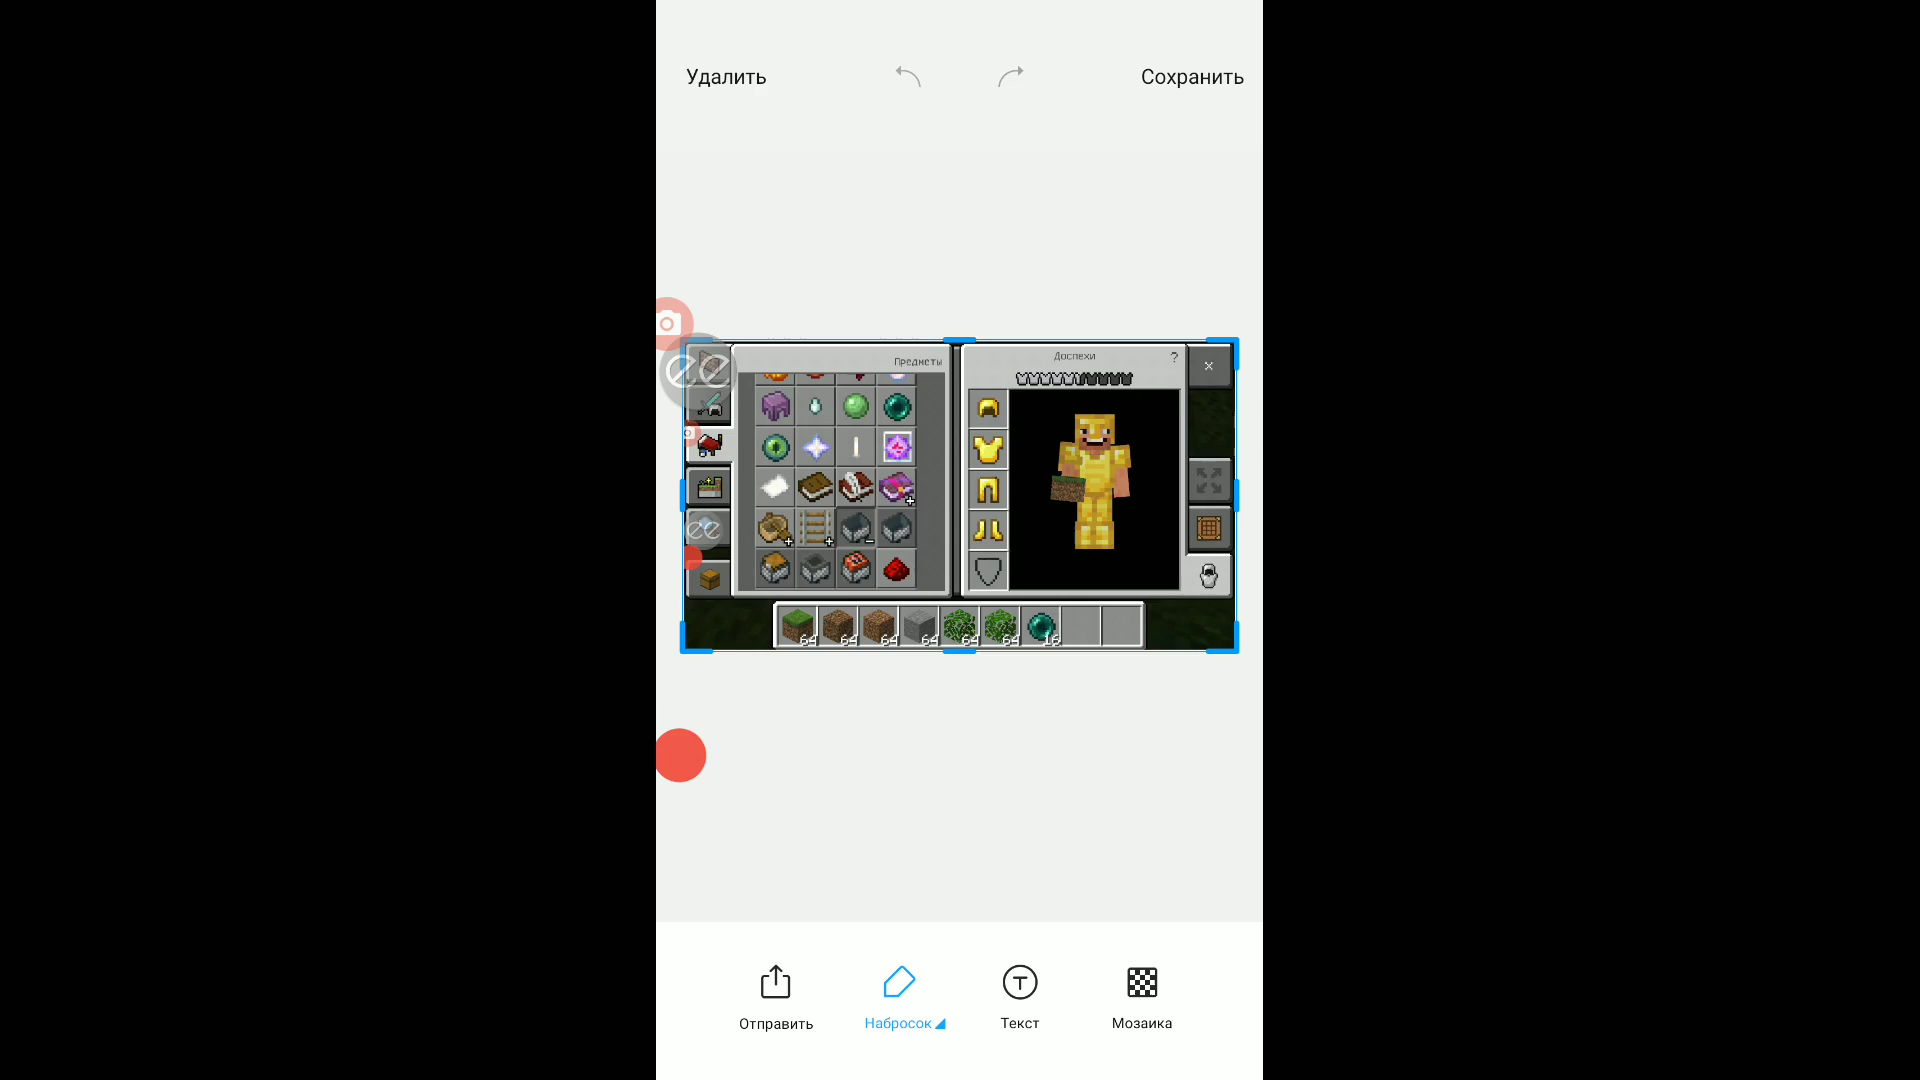 Удалить
Сохранить
Предметы
Доспехи
?
64
64
64
64
64
64
16
Отправить
Набросок
Текст
Мозаика